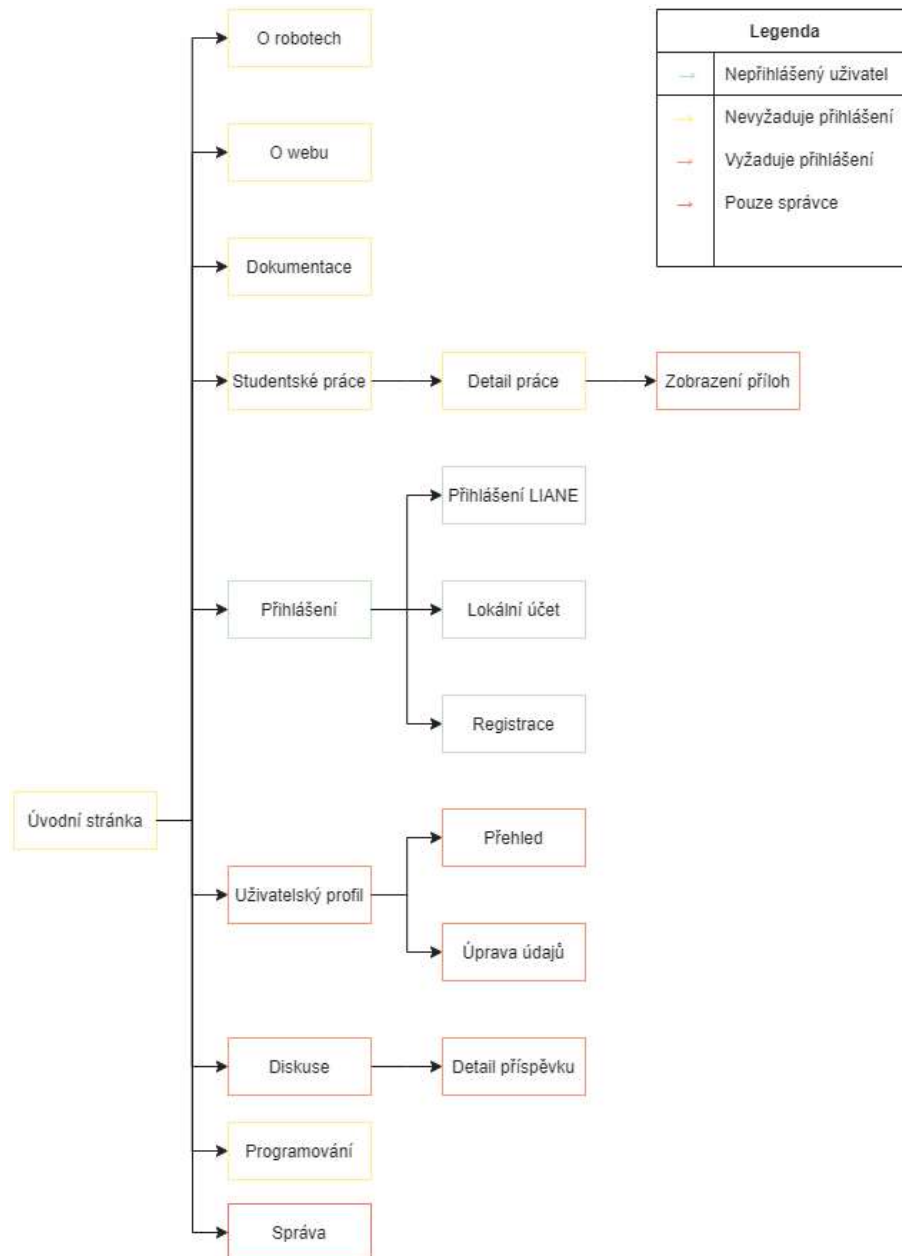 O robotech
Legenda
Nepřihlášený uživatel
Nevyžaduje přihlášení
Vyžaduje přihlášení
Pouze správce
O webu
Dokumentace
Studentské práce
Detail práce
Zobrazení příloh
Přihlášení LIANE
Přihlášení
Lokální účet
Registrace
Úvodní stránka
Přehled
Uživatelský profil
Úprava údajů
Diskuse
Detail příspěvku
Programování
Správa